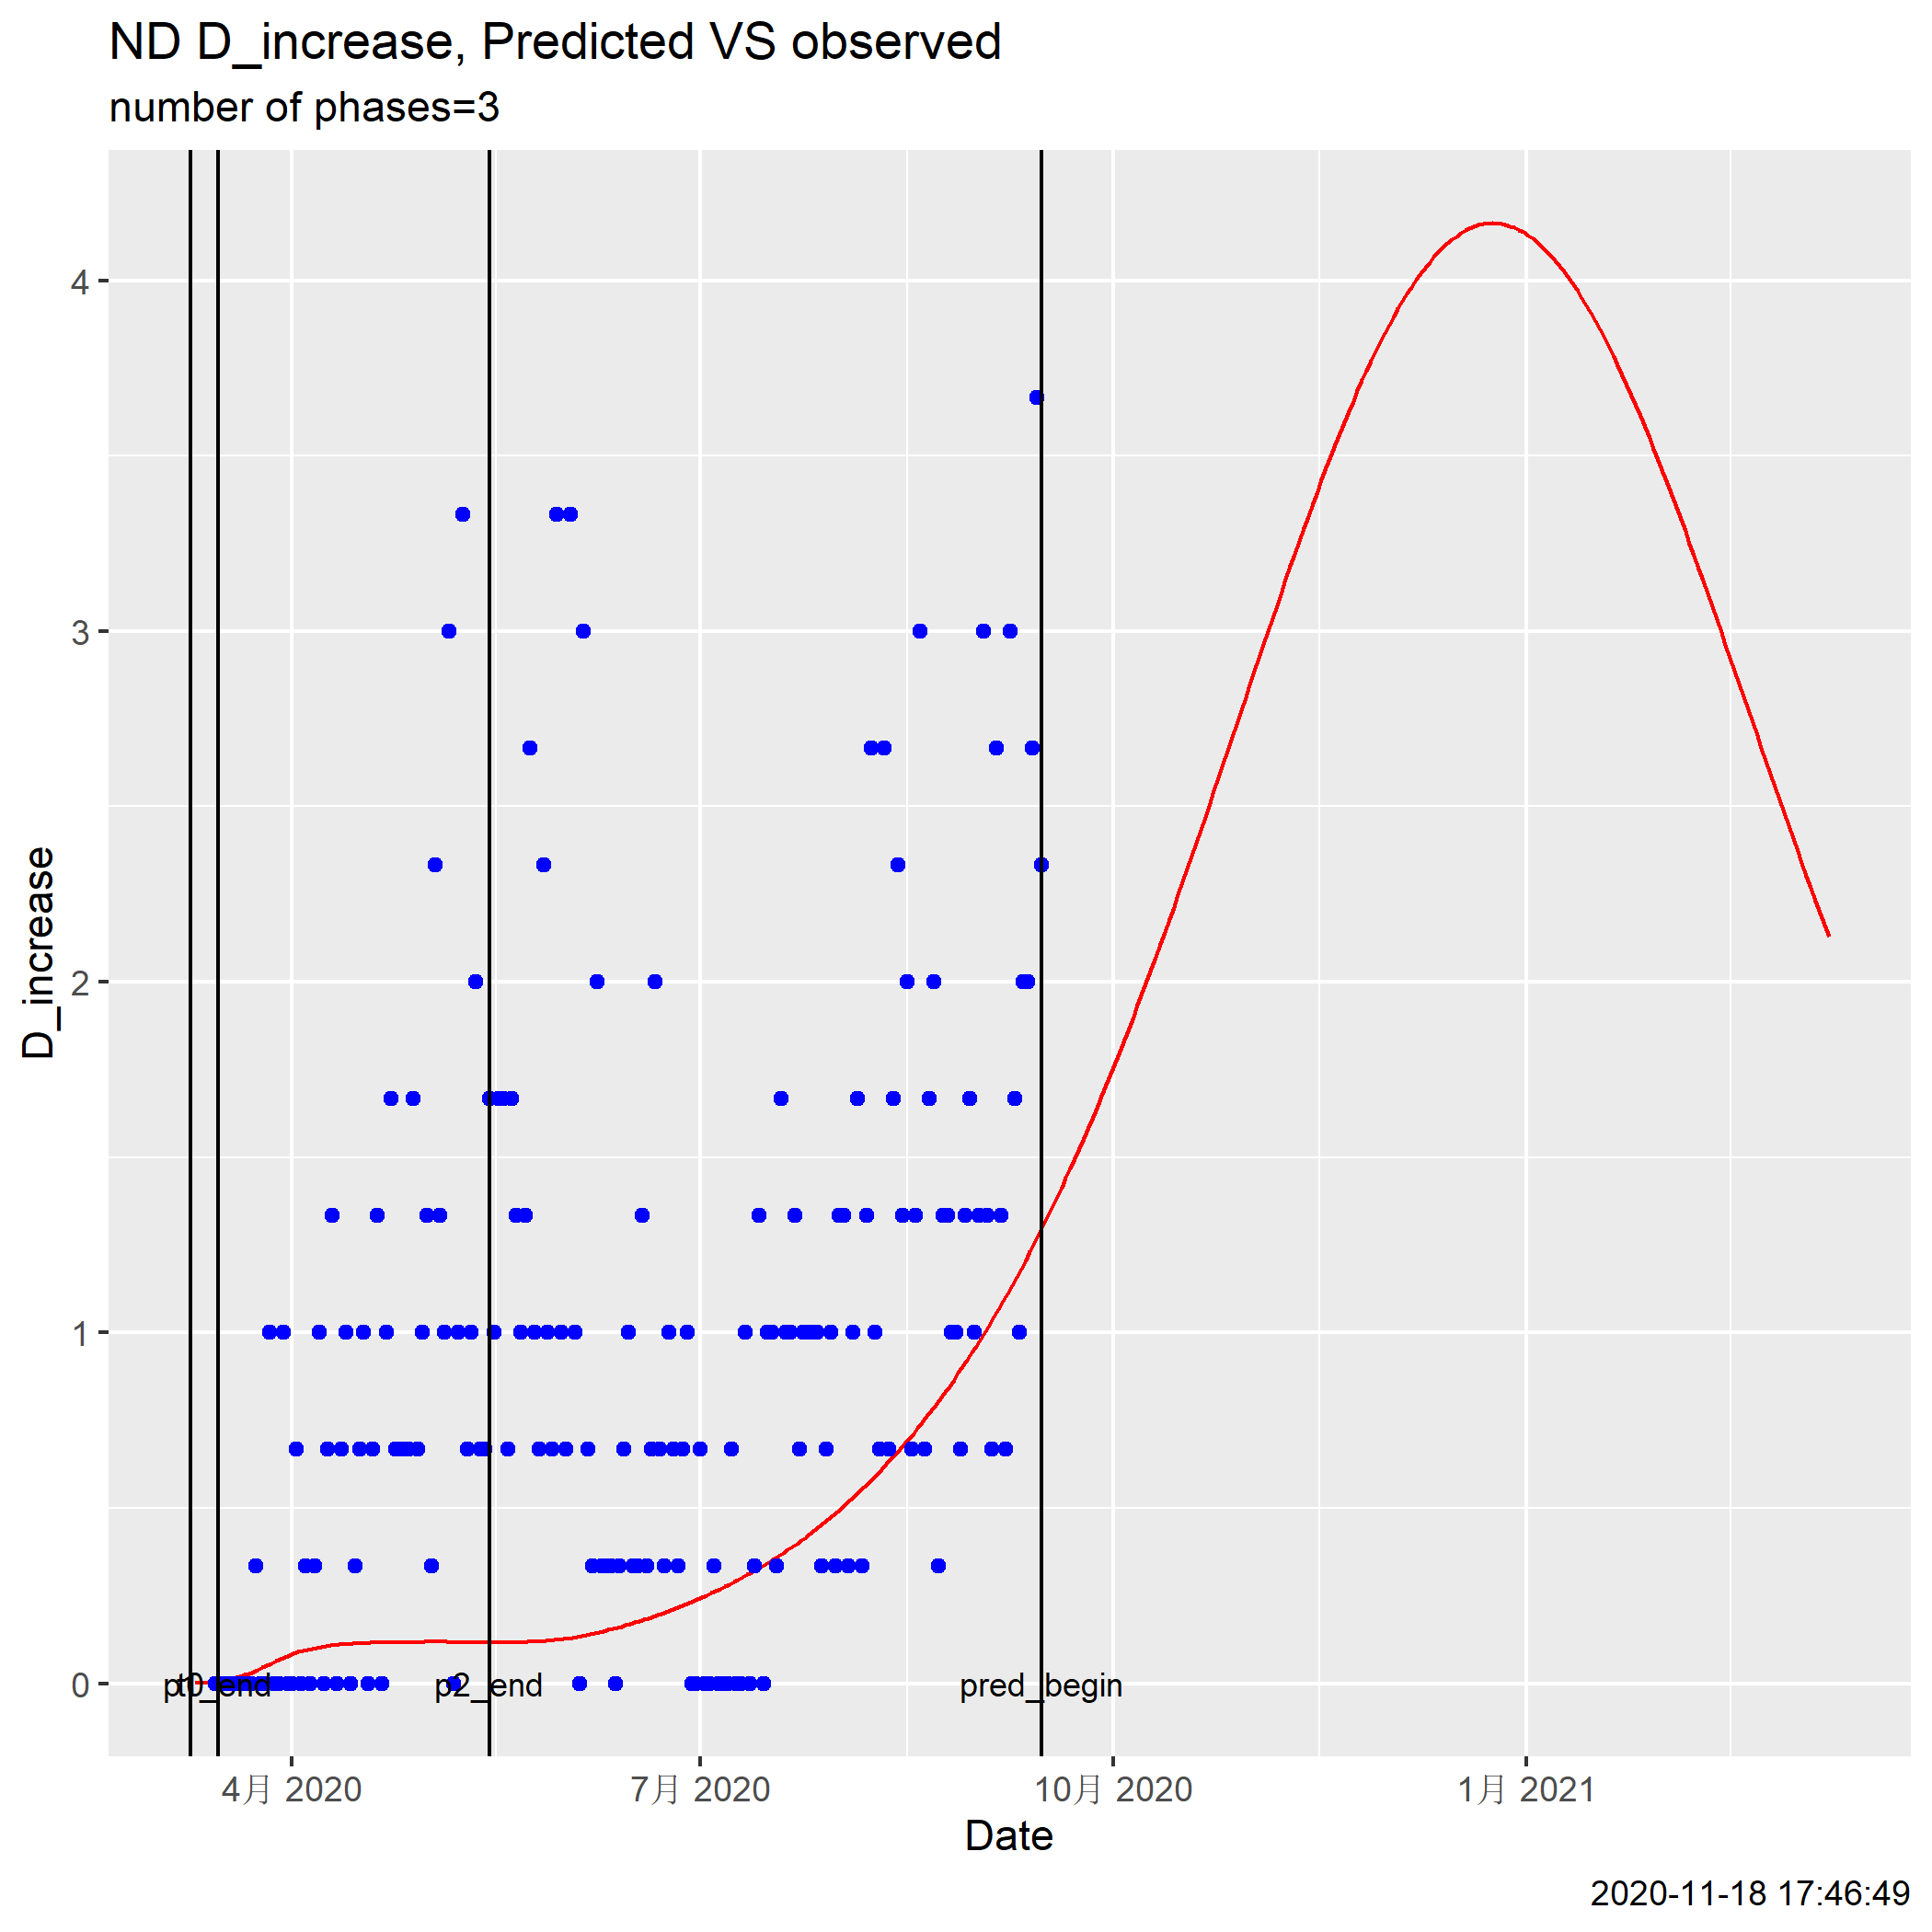 ND D_increase, Predicted VS observed
number of phases=3
D_increase
4
3
2
1
0
t0_end
p2_end
pred_begin
4月 2020
7月 2020
10月 2020
1月 2021
Date
2020-11-18 17:46:49